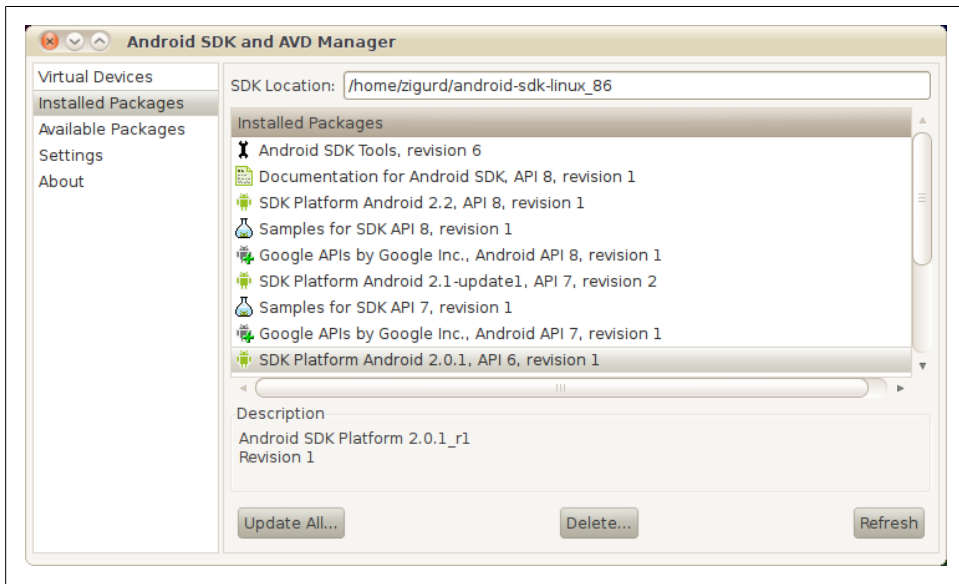 Android SDK and AVD Manager
Virtual Devices
Installed Packages
Available Packages
Settings
About
SDK Location: /home/zigurd/android-sdk-linux_86
Installed Packages
Android SDK Tools, revision 6
Documentation for Android SDK, API 8, revision 1
SDK Platform Android 2.2, API 8, revision 1
Samples for SDK API 8, revision 1
Google APIs by Google Inc., Android API 8, revision 1
SDK Platform Android 2.1-update1, API 7, revision 2
Samples for SDK API 7, revision 1
Google APIs by Google Inc., Android API 7, revision 1
SDK Platform Android 2.0.1, API 6, revision 1
Description
Android SDK Platform 2.0.1_r1
Revision 1
Update All... Delete... Refresh